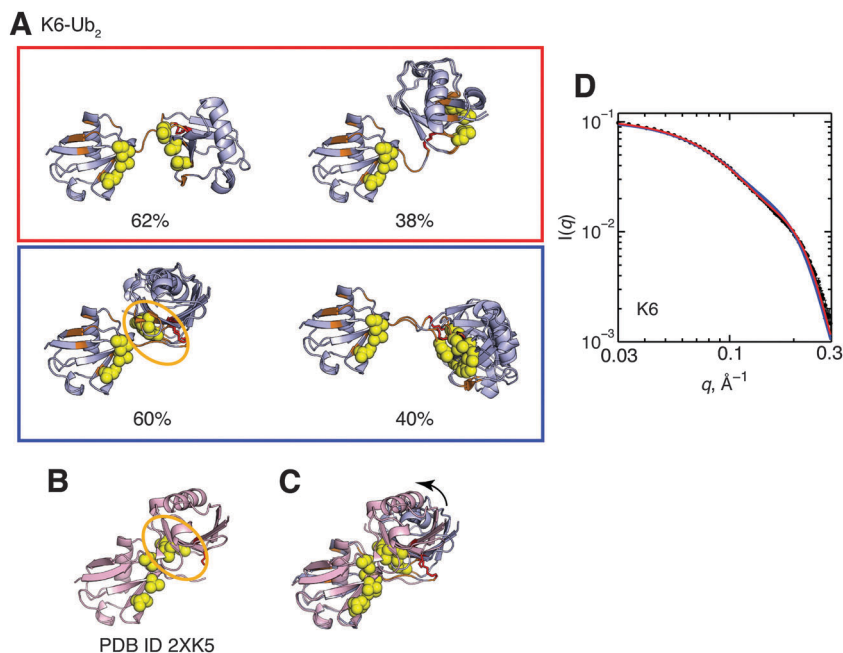 A K6-Ub₂
62%
38%
60%
40%
B
PDB ID 2XK5
C
D
I(q)
10⁻¹
10⁻²
10⁻³
K6
0.03
0.1
0.3
q, Å⁻¹